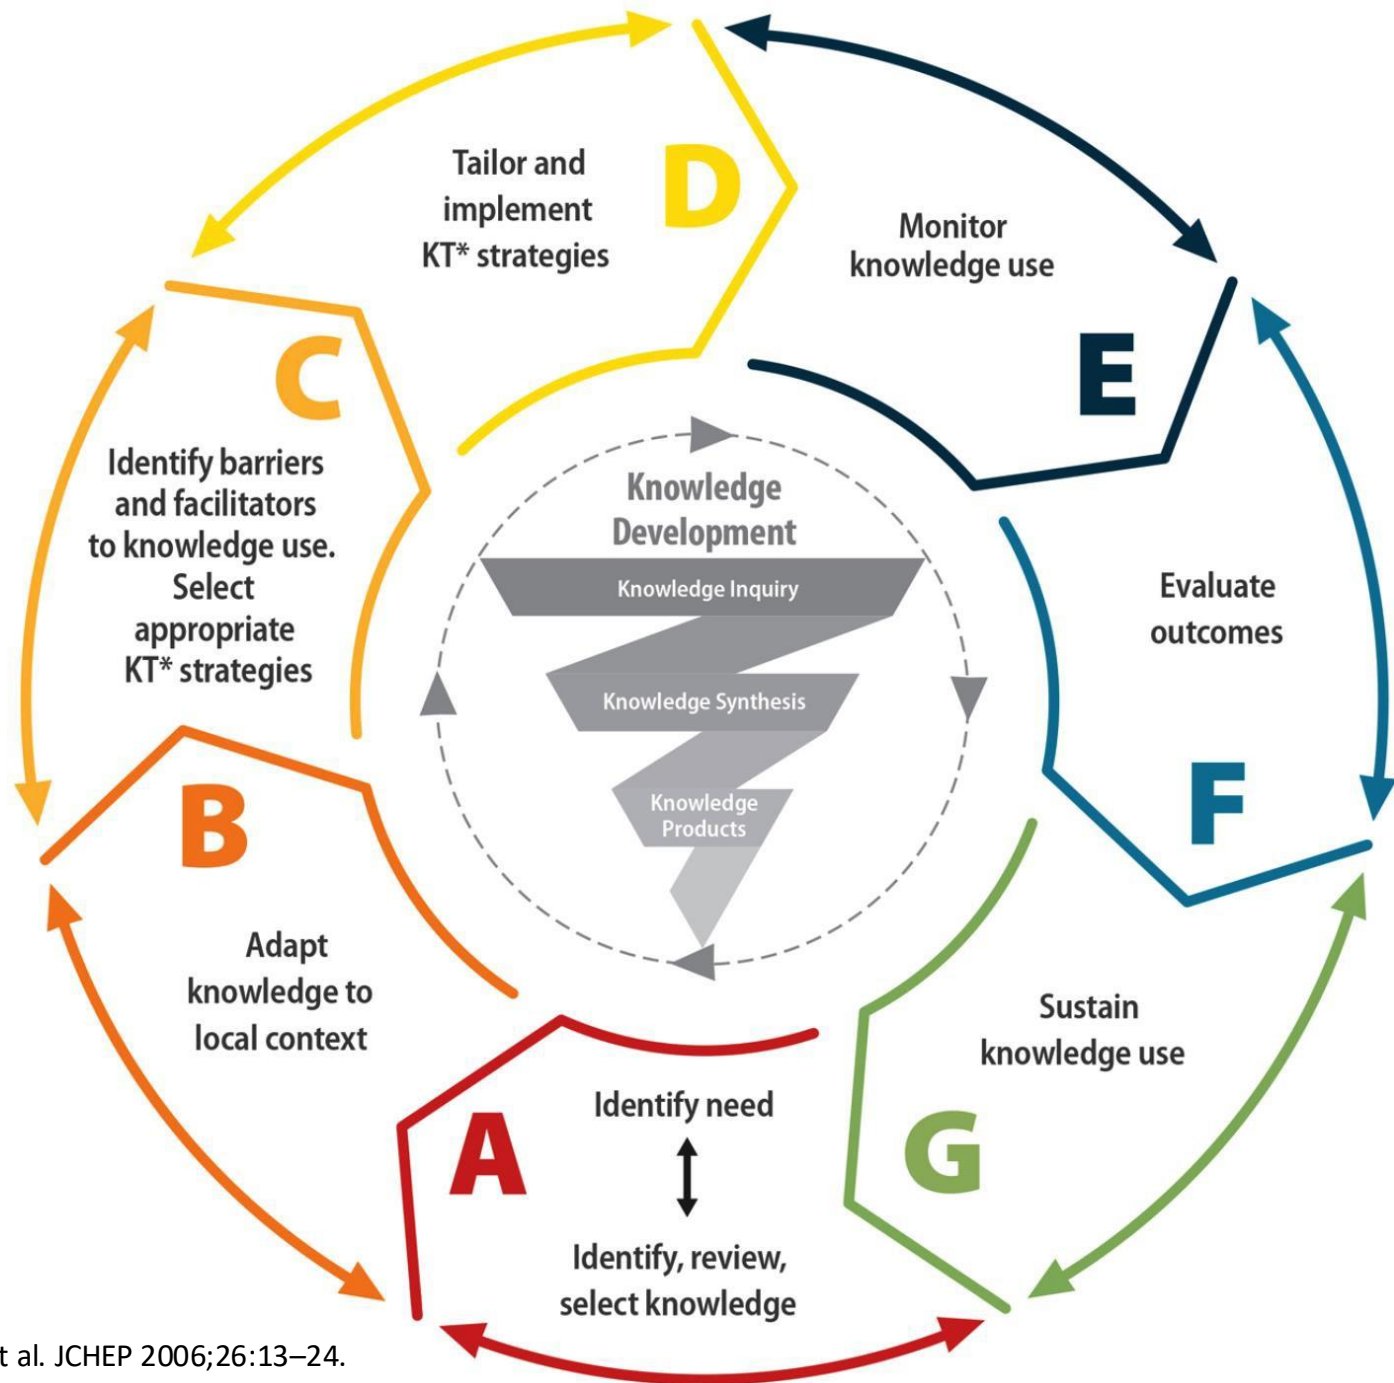 D
Tailor and
implement
KT* strategies
Monitor
knowledge use
E
C
Identify barriers
and facilitators
to knowledge use.
Select
appropriate
KT* strategies
Knowledge
Development
Knowledge Inquiry
Knowledge Synthesis
Knowledge
Products
Evaluate
outcomes
F
B
Adapt
knowledge to
local context
Sustain
knowledge use
G
A
Identify need
Identify, review,
select knowledge
t al. JCHEP 2006;26:13–24.